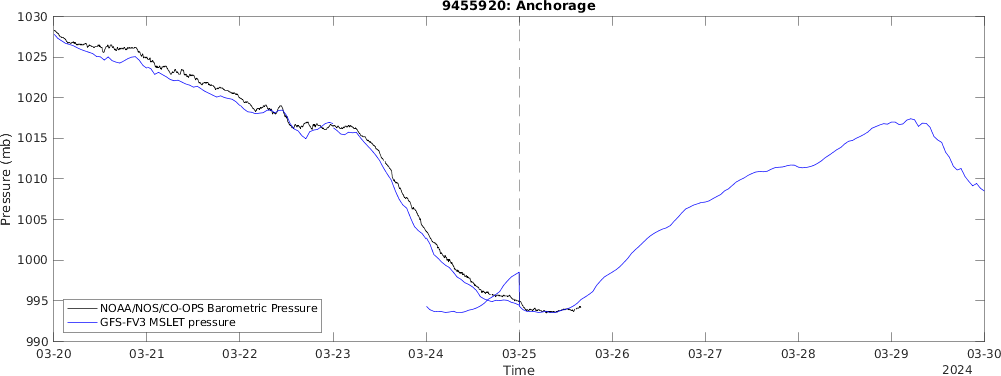 9455920: Anchorage
Pressure (mb)
1030
1025
1020
1015
1010
1005
1000
995
990
NOAA/NOS/CO-OPS Barometric Pressure
GFS-FV3 MSLET pressure
03-20 03-21 03-22 03-23 03-24 03-25 03-26 03-27 03-28 03-29 03-30
Time
2024